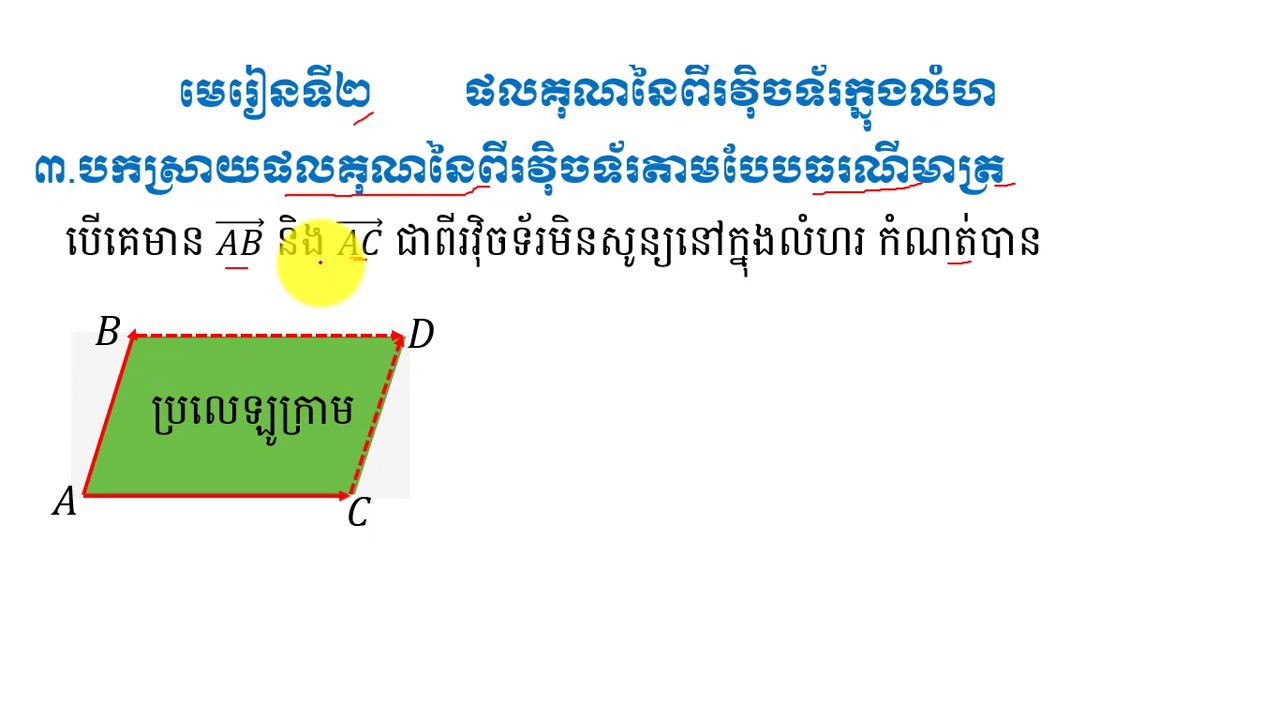 មេរៀនទី២ ផលគុណនៃពីរវ៉ិចទ័រក្នុងលំហ
៣.បកស្រាយផលគុណនៃពីរវ៉ិចទ័រតាមបែបធរណីមាត្រ
បើគេមាន AB និង AC ជាពីរវ៉ិចទ័រមិនសូន្យនៅក្នុងលំហរ កំណត់បាន
B D
ប្រលេឡូក្រាម
A C